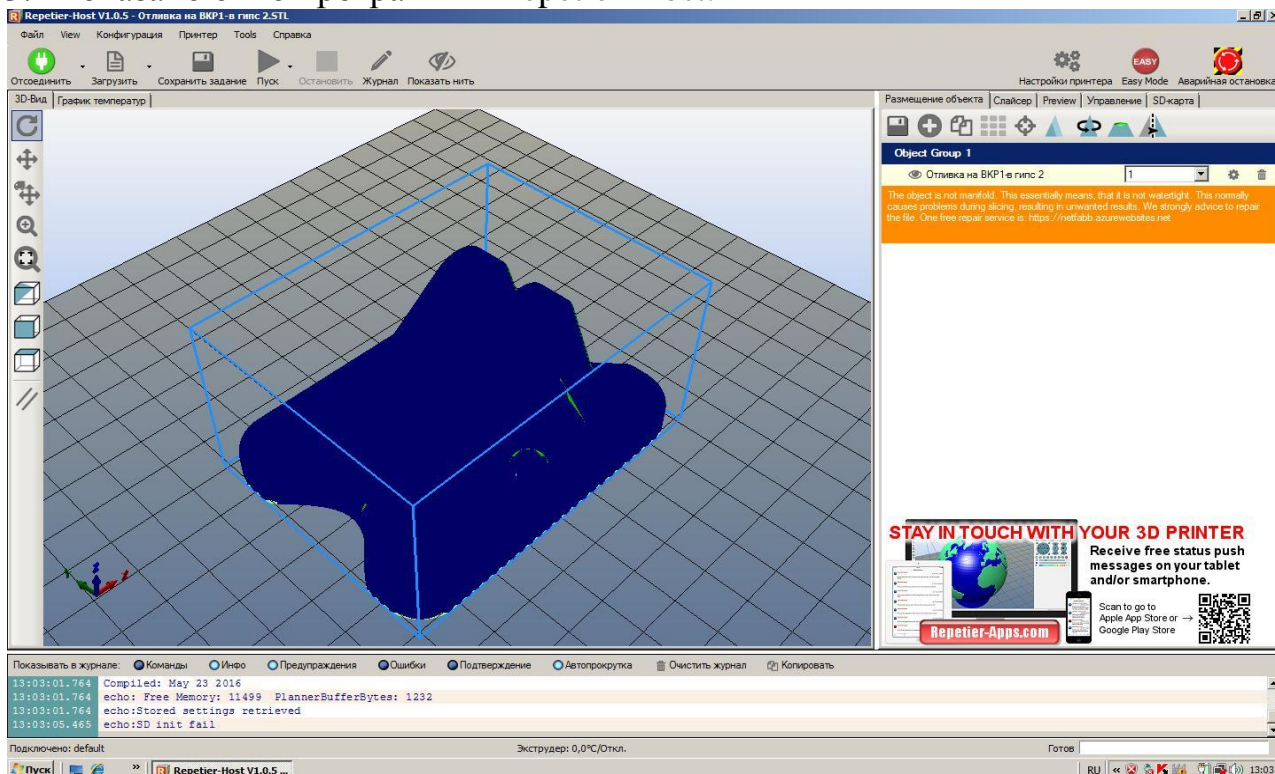 Repetier-Host V1.0.5 - Отливка на ВКР1-в гипс 2.STL
Файл View Конфигурация Принтер Tools Справка
Отсоединить Загрузить Сохранить задание Пуск Остановить Журнал Показать нить Настройки принтера Easy Mode Аварийная остановка
EASY
3D-Вид График температур
Размещение объекта Слайсер Preview Управление SD-карта
Object Group 1
Отливка на ВКР1-в гипс 2 1
The object is not manifold. This essentially means, that it is not watertight. This normally
causes problems during slicing, resulting in unwanted results. We strongly advice to repair
the file. One free repair service is: https://netfabb.azurewebsites.net
STAY IN TOUCH WITH YOUR 3D PRINTER
Receive free status push
messages on your tablet
and/or smartphone.
Scan to go to
Apple App Store or →
Google Play Store
Repetier-Apps.com
Показывать в журнале: Команды Инфо Предупраждения Ошибки Подтверждение Автопрокрутка Очистить журнал Копировать
13:03:01.764 Compiled: May 23 2016
13:03:01.764 echo: Free Memory: 11499 PlannerBufferBytes: 1232
13:03:01.764 echo:Stored settings retrieved
13:03:05.465 echo:SD init fail
Подключено: default Экструдер: 0,0°C/Откл. Готов
Пуск » Repetier-Host V1.0.5 ... RU « 13:03